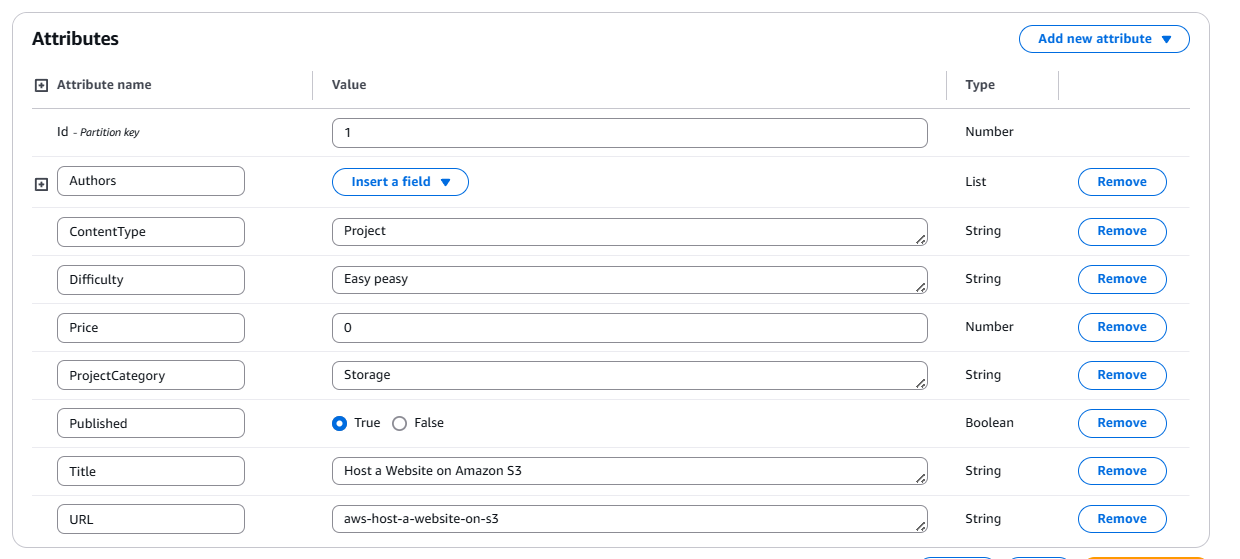 Attributes
Add new attribute
Attribute name Value Type
Id - Partition key 1 Number
Authors Insert a field List Remove
ContentType Project String Remove
Difficulty Easy peasy String Remove
Price 0 Number Remove
ProjectCategory Storage String Remove
Published True False Boolean Remove
Title Host a Website on Amazon S3 String Remove
URL aws-host-a-website-on-s3 String Remove